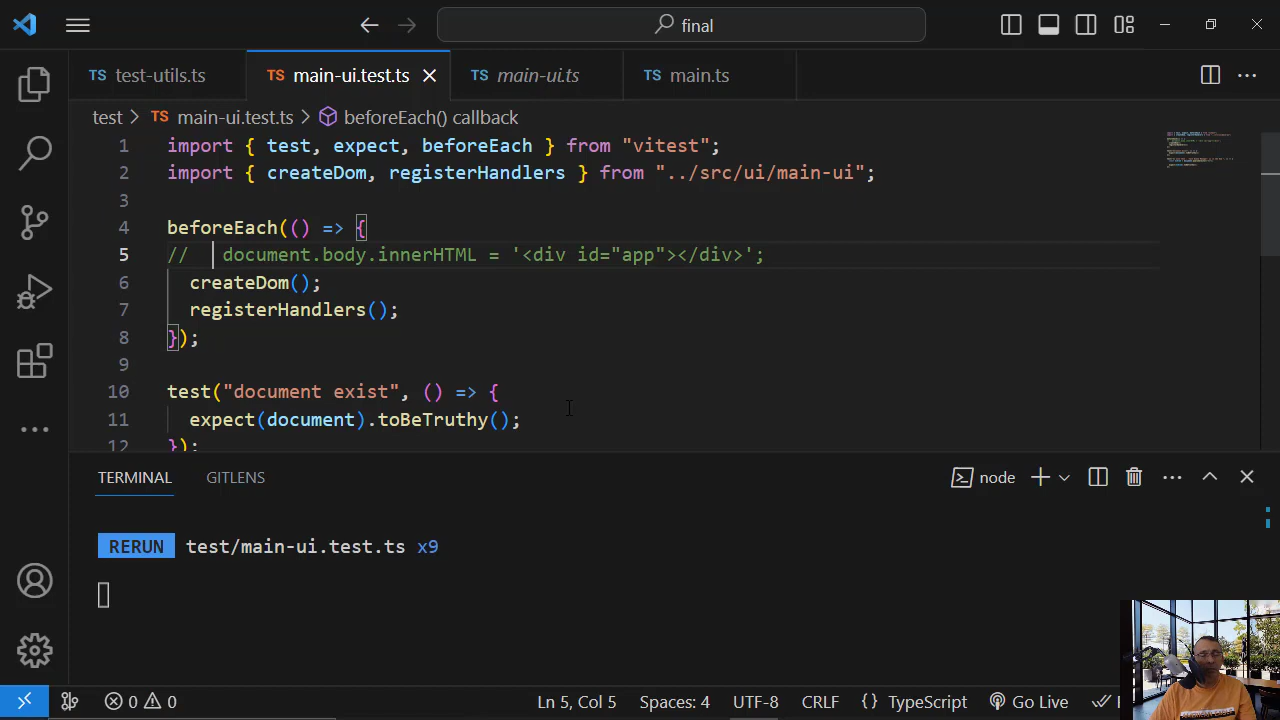 final
TS test-utils.ts TS main-ui.test.ts TS main-ui.ts TS main.ts
test > TS main-ui.test.ts > beforeEach() callback
1 import { test, expect, beforeEach } from "vitest";
2 import { createDom, registerHandlers } from "../src/ui/main-ui";
3
4 beforeEach(() => {
5 // document.body.innerHTML = '<div id="app"></div>';
6 createDom();
7 registerHandlers();
8 });
9
10 test("document exist", () => {
11 expect(document).toBeTruthy();
12 });
TERMINAL GITLENS node
RERUN test/main-ui.test.ts x9
0 0 Ln 5, Col 5 Spaces: 4 UTF-8 CRLF {} TypeScript Go Live